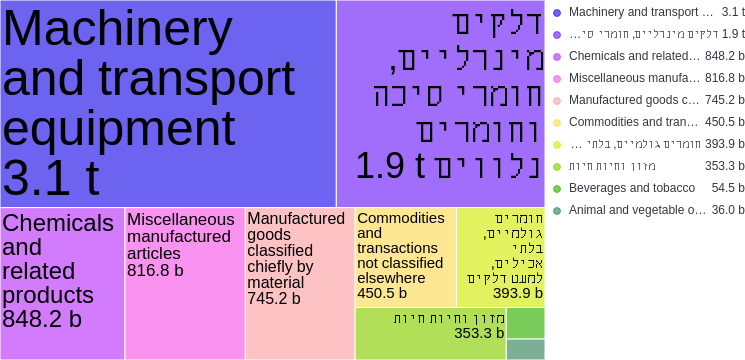 Machinery
and transport
equipment
3.1 t
דלקים
מינרליים,
חומרי סיכה
וחומרים
נלווים 1.9 t
Chemicals
and
related
products
848.2 b
Miscellaneous
manufactured
articles
816.8 b
Manufactured
goods
classified
chiefly by
material
745.2 b
Commodities
and
transactions
not classified
elsewhere
450.5 b
חומרים
גולמיים,
בלתי
אכילים,
למעט דלקים
393.9 b
מזון וחיות חיות
353.3 b
Machinery and transport … 3.1 t
דלקים מינרליים, חומרי סי… 1.9 t
Chemicals and related… 848.2 b
Miscellaneous manufa… 816.8 b
Manufactured goods c… 745.2 b
Commodities and tran… 450.5 b
חומרים גולמיים, בלתי … 393.9 b
מזון וחיות חיות 353.3 b
Beverages and tobacco 54.5 b
Animal and vegetable o… 36.0 b